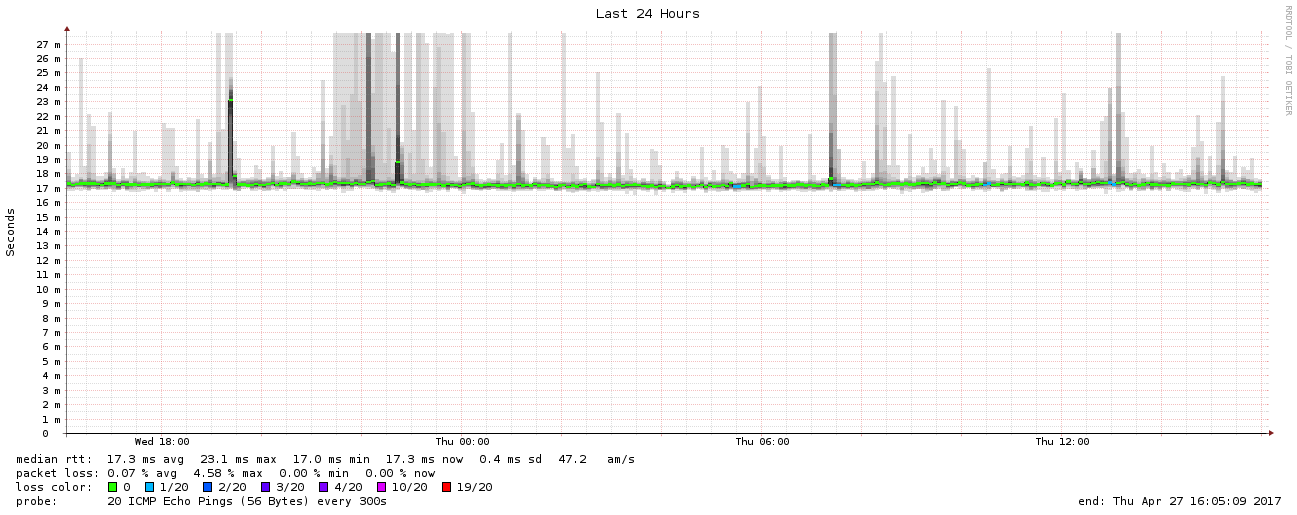 Last 24 Hours
RRDTOOL / TOBI OETIKER
27 m
26 m
25 m
24 m
23 m
22 m
21 m
20 m
19 m
18 m
17 m
16 m
15 m
14 m
13 m
12 m
11 m
10 m
9 m
8 m
7 m
6 m
5 m
4 m
3 m
2 m
1 m
0
Seconds
Wed 18:00 Thu 00:00 Thu 06:00 Thu 12:00
median rtt: 17.3 ms avg 23.1 ms max 17.0 ms min 17.3 ms now 0.4 ms sd 47.2 am/s
packet loss: 0.07 % avg 4.58 % max 0.00 % min 0.00 % now
loss color: 0 1/20 2/20 3/20 4/20 10/20 19/20
probe: 20 ICMP Echo Pings (56 Bytes) every 300s end: Thu Apr 27 16:05:09 2017